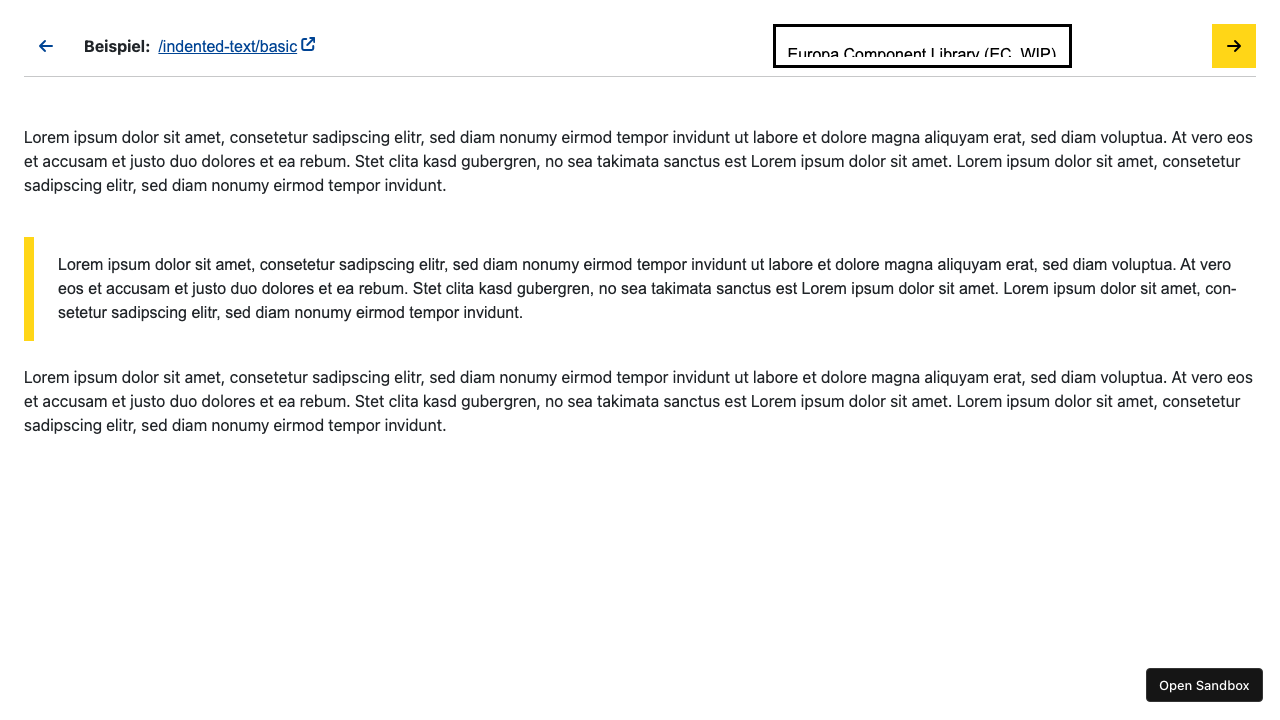 Beispiel: /indented-text/basic
Europa Component Library (EC, WIP)
Lorem ipsum dolor sit amet, consetetur sadipscing elitr, sed diam nonumy eirmod tempor invidunt ut labore et dolore magna aliquyam erat, sed diam voluptua. At vero eos
et accusam et justo duo dolores et ea rebum. Stet clita kasd gubergren, no sea takimata sanctus est Lorem ipsum dolor sit amet. Lorem ipsum dolor sit amet, consetetur
sadipscing elitr, sed diam nonumy eirmod tempor invidunt.
Lorem ipsum dolor sit amet, consetetur sadipscing elitr, sed diam nonumy eirmod tempor invidunt ut labore et dolore magna aliquyam erat, sed diam voluptua. At vero
eos et accusam et justo duo dolores et ea rebum. Stet clita kasd gubergren, no sea takimata sanctus est Lorem ipsum dolor sit amet. Lorem ipsum dolor sit amet, con-
setetur sadipscing elitr, sed diam nonumy eirmod tempor invidunt.
Lorem ipsum dolor sit amet, consetetur sadipscing elitr, sed diam nonumy eirmod tempor invidunt ut labore et dolore magna aliquyam erat, sed diam voluptua. At vero eos
et accusam et justo duo dolores et ea rebum. Stet clita kasd gubergren, no sea takimata sanctus est Lorem ipsum dolor sit amet. Lorem ipsum dolor sit amet, consetetur
sadipscing elitr, sed diam nonumy eirmod tempor invidunt.
Open Sandbox